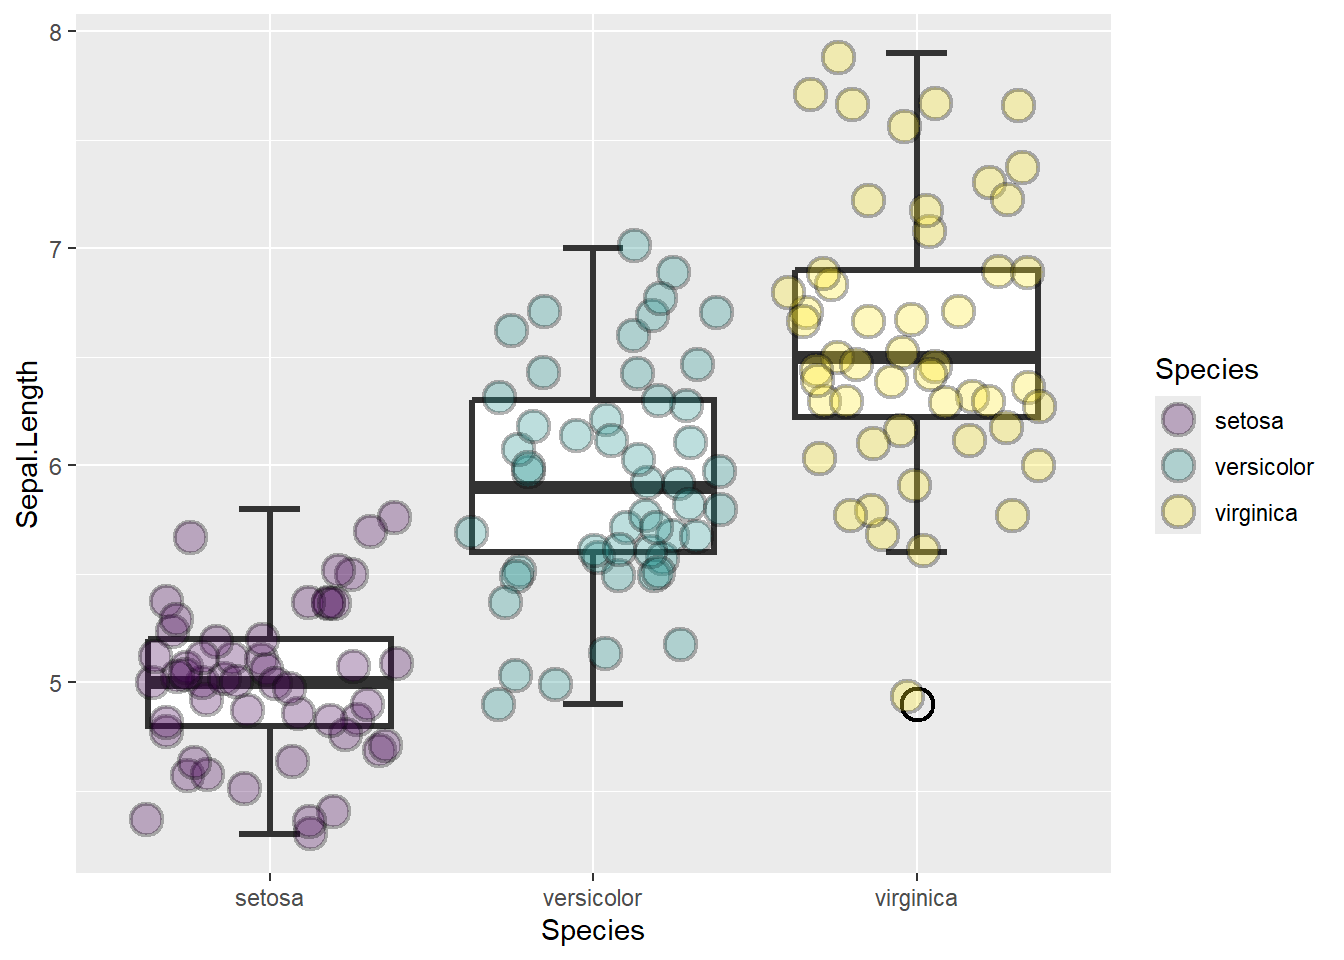 Sepal.Length
8
7
6
5
setosa
versicolor
virginica
Species
Species
setosa
versicolor
virginica